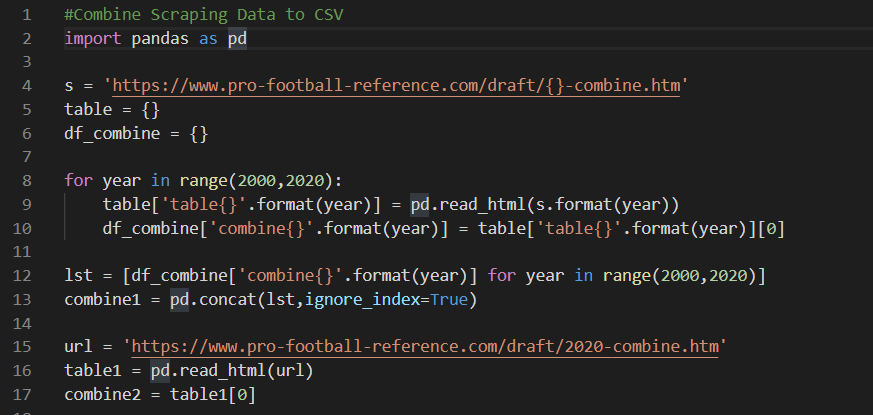 1 #Combine Scraping Data to CSV
2 import pandas as pd
3
4 s = 'https://www.pro-football-reference.com/draft/{}-combine.htm'
5 table = {}
6 df_combine = {}
7
8 for year in range(2000,2020):
9     table['table{}'.format(year)] = pd.read_html(s.format(year))
10     df_combine['combine{}'.format(year)] = table['table{}'.format(year)][0]
11
12 lst = [df_combine['combine{}'.format(year)] for year in range(2000,2020)]
13 combine1 = pd.concat(lst,ignore_index=True)
14
15 url = 'https://www.pro-football-reference.com/draft/2020-combine.htm'
16 table1 = pd.read_html(url)
17 combine2 = table1[0]